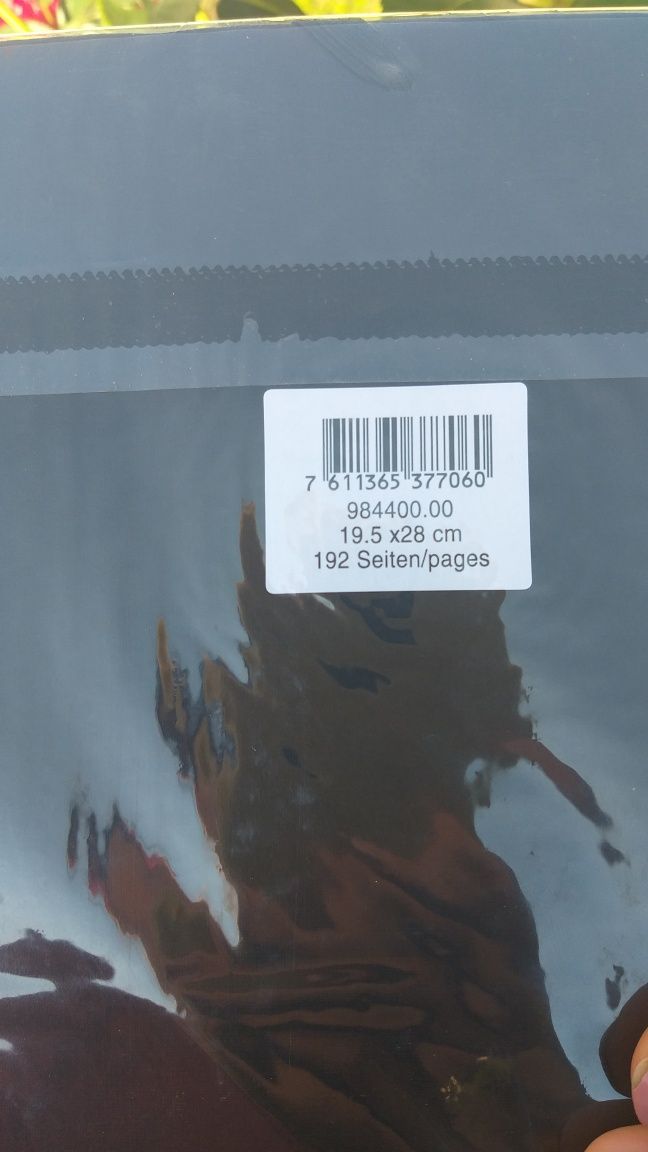 7 611365 377060
984400.00
19.5 x28 cm
192 Seiten/pages